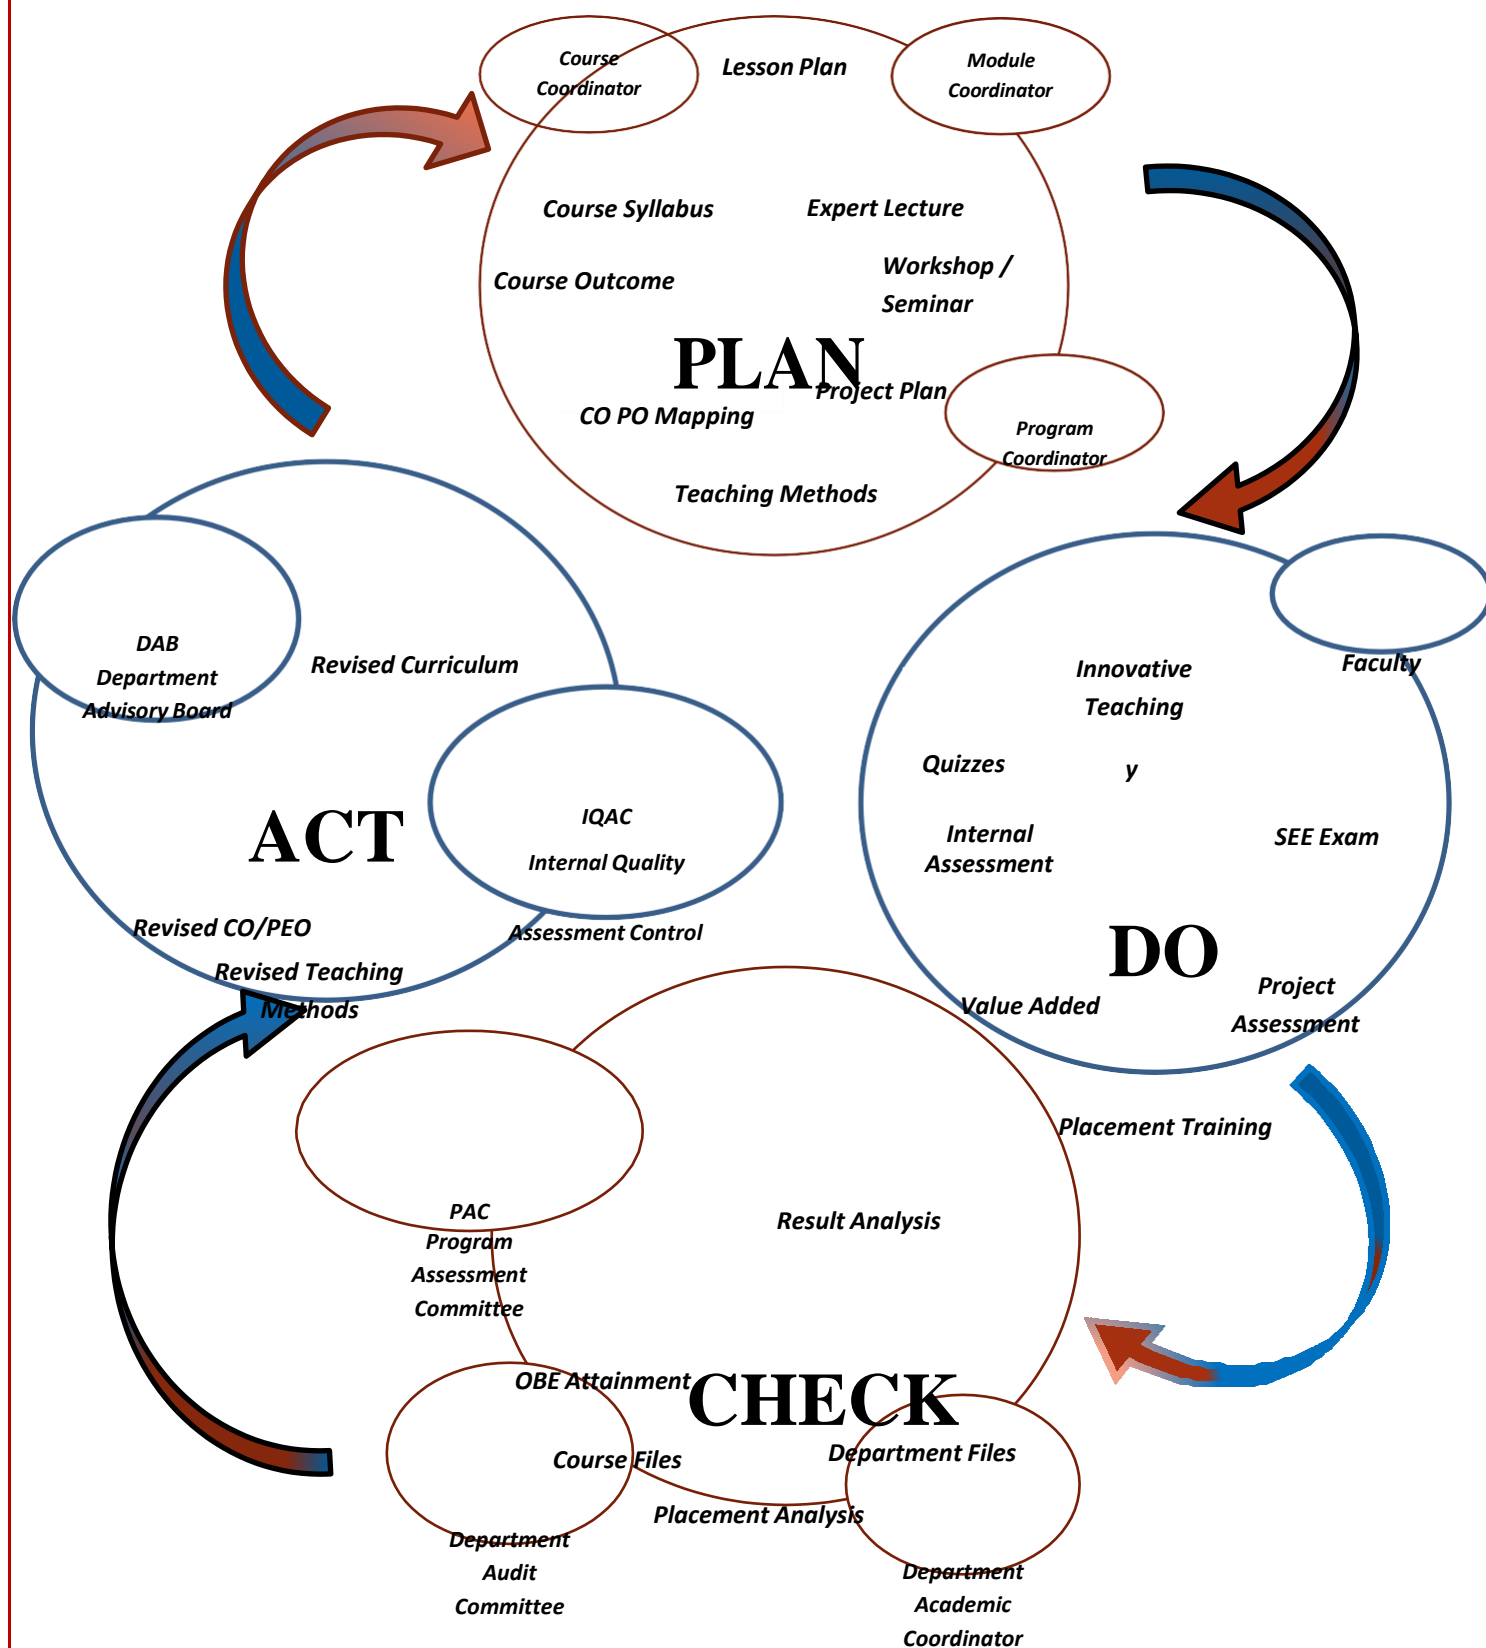 Course
Coordinator
Lesson Plan
Module
Coordinator
Course Syllabus
Expert Lecture
Course Outcome
Workshop /
Seminar
PLAN
Project Plan
CO PO Mapping
Program
Coordinator
Teaching Methods
DAB
Department
Advisory Board
Revised Curriculum
ACT
IQAC
Internal Quality
Assessment Control
Revised CO/PEO
Revised Teaching
Methods
Faculty
Innovative
Teaching
Quizzes
y
Internal
Assessment
SEE Exam
DO
Value Added
Project
Assessment
Placement Training
PAC
Program
Assessment
Committee
Result Analysis
OBE Attainment
CHECK
Course Files
Department Files
Placement Analysis
Department
Audit
Committee
Department
Academic
Coordinator